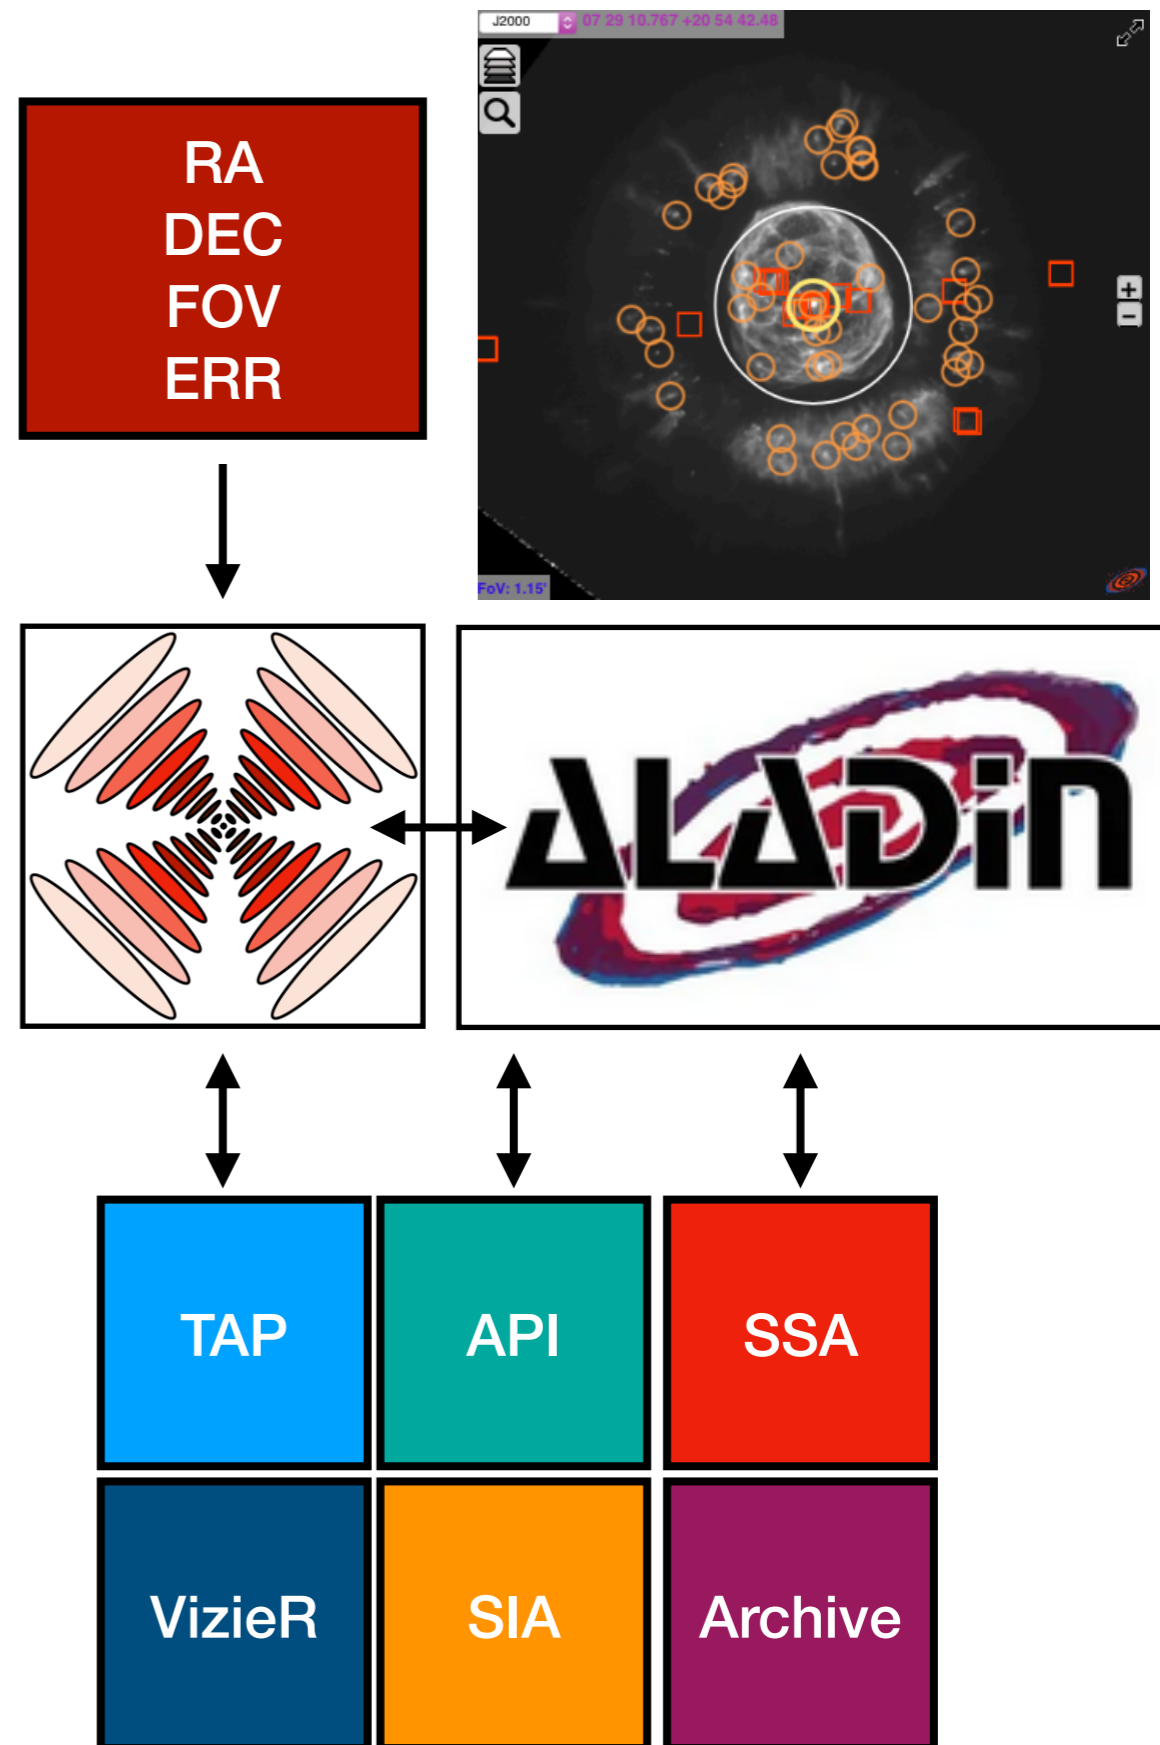 J2000
07 29 10.767 +20 54 42.48
RA
DEC
FOV
ERR
FoV: 1.15'
ALADiN
TAP
API
SSA
VizieR
SIA
Archive